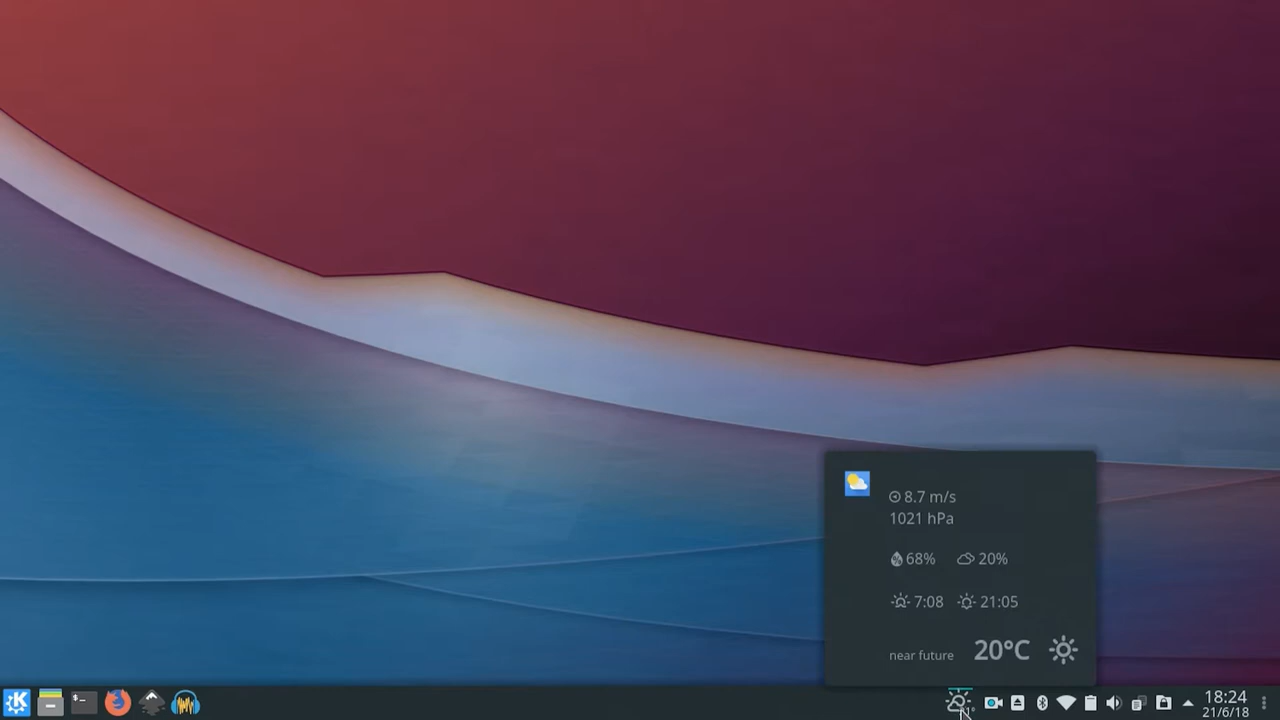 8.7 m/s
1021 hPa
68% 20%
7:08 21:05
near future 20°C
18:24
21/6/18